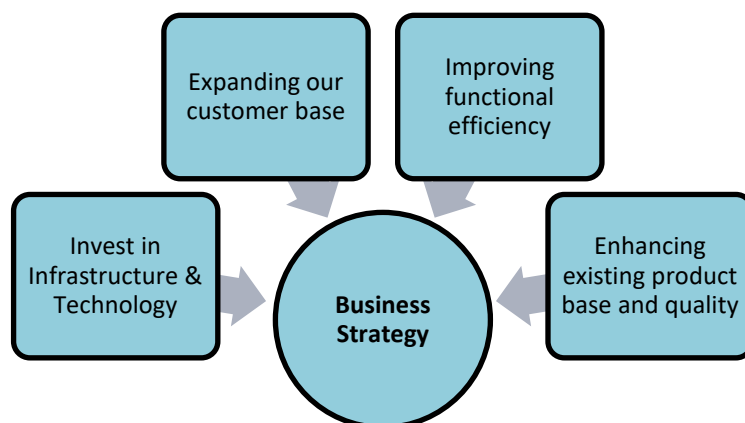 Expanding our
customer base
Improving
functional
efficiency
Invest in
Infrastructure &
Technology
Enhancing
existing product
base and quality
Business
Strategy